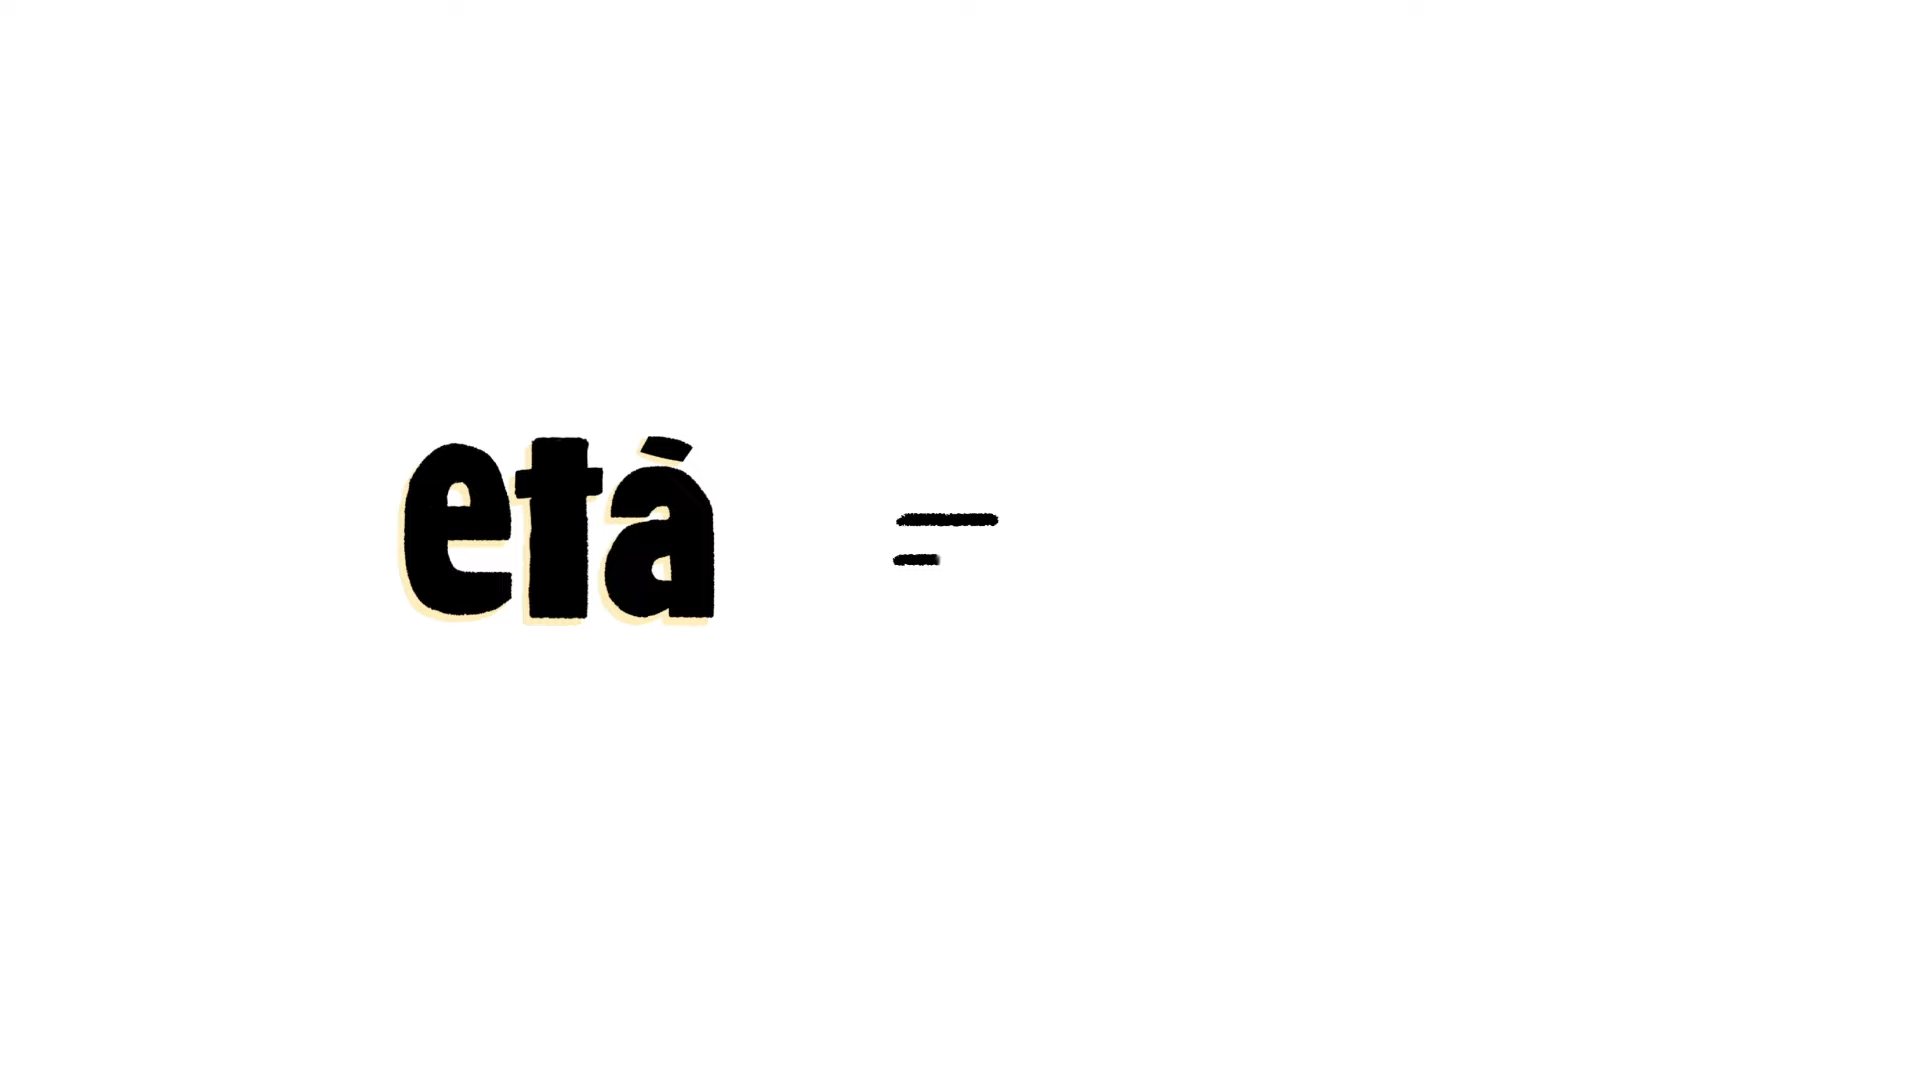 età =